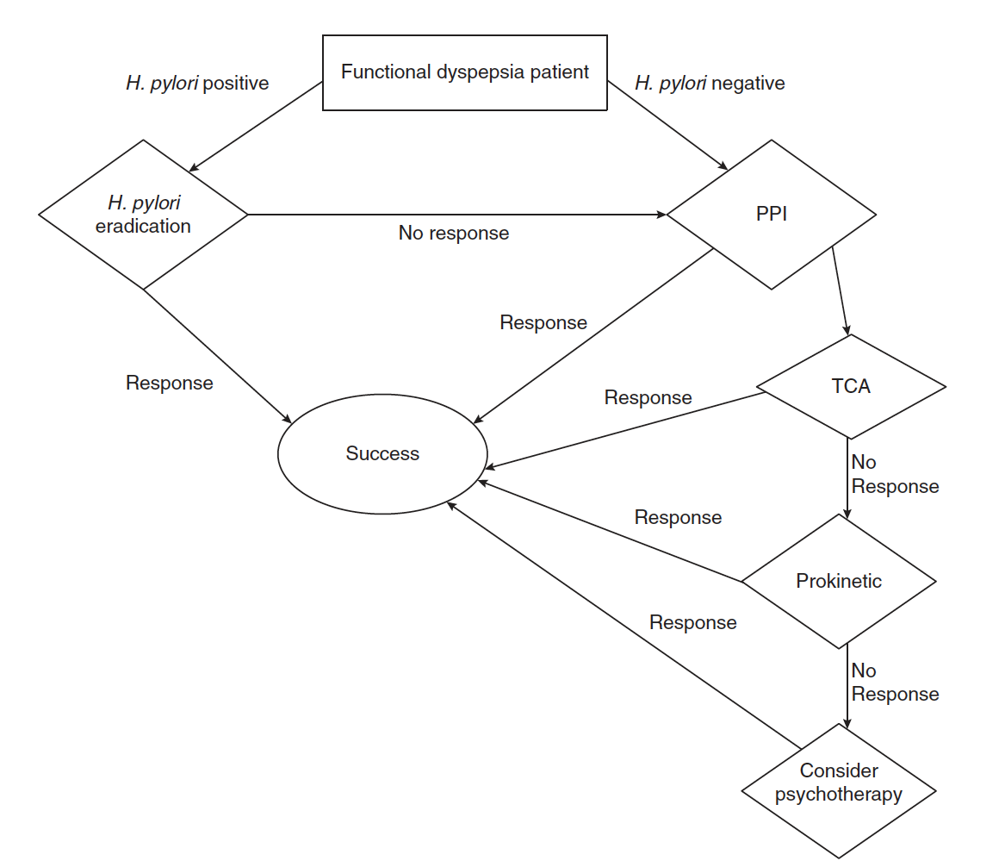 Functional dyspepsia patient
H. pylori positive
H. pylori negative
H. pylori
eradication
PPI
No response
Response
Response
TCA
Response
Success
No
Response
Response
Prokinetic
Response
No
Response
Consider
psychotherapy